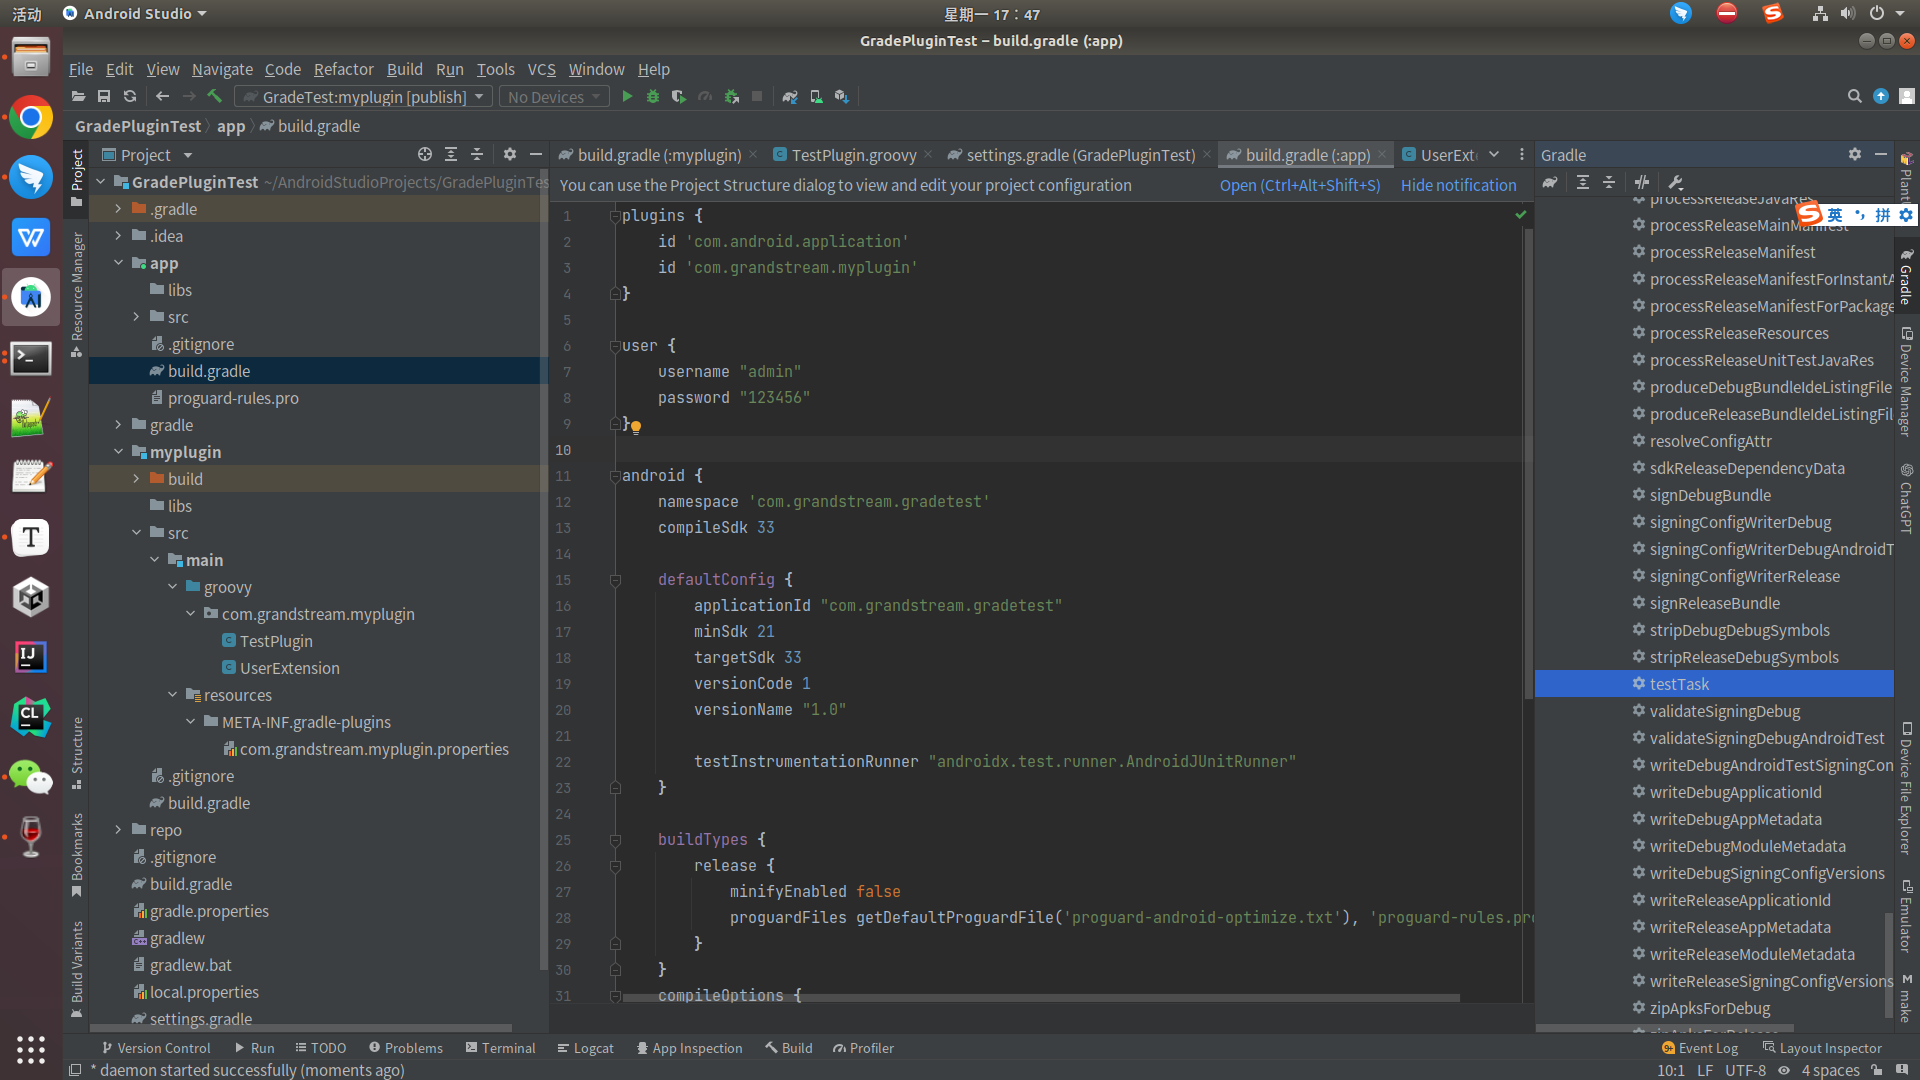 活动
Android Studio
星期一 17：47
GradePluginTest – build.gradle (:app)
File Edit View Navigate Code Refactor Build Run Tools VCS Window Help
GradeTest:myplugin [publish]
No Devices
GradePluginTest
app
build.gradle
Project
build.gradle (:myplugin)
TestPlugin.groovy
settings.gradle (GradePluginTest)
build.gradle (:app)
UserExt
Gradle
You can use the Project Structure dialog to view and edit your project configuration
Open (Ctrl+Alt+Shift+S)
Hide notification
Project
Resource Manager
Structure
Bookmarks
Build Variants
GradePluginTest ~/AndroidStudioProjects/GradePluginTes
.gradle
.idea
app
libs
src
.gitignore
build.gradle
proguard-rules.pro
gradle
myplugin
build
libs
src
main
groovy
com.grandstream.myplugin
TestPlugin
UserExtension
resources
META-INF.gradle-plugins
com.grandstream.myplugin.properties
.gitignore
build.gradle
repo
.gitignore
build.gradle
gradle.properties
gradlew
gradlew.bat
local.properties
settings.gradle
1 plugins {
2 id 'com.android.application'
3 id 'com.grandstream.myplugin'
4 }
5
6 user {
7 username "admin"
8 password "123456"
9 }
10
11 android {
12 namespace 'com.grandstream.gradetest'
13 compileSdk 33
14
15 defaultConfig {
16 applicationId "com.grandstream.gradetest"
17 minSdk 21
18 targetSdk 33
19 versionCode 1
20 versionName "1.0"
21
22 testInstrumentationRunner "androidx.test.runner.AndroidJUnitRunner"
23 }
24
25 buildTypes {
26 release {
27 minifyEnabled false
28 proguardFiles getDefaultProguardFile('proguard-android-optimize.txt'), 'proguard-rules.pro
29 }
30 }
31 compileOptions {
processReleaseJavaRes
processReleaseMainManifest
英 拼
processReleaseManifest
processReleaseManifestForInstantA
processReleaseManifestForPackage
processReleaseResources
processReleaseUnitTestJavaRes
produceDebugBundleIdeListingFile
produceReleaseBundleIdeListingFil
resolveConfigAttr
sdkReleaseDependencyData
signDebugBundle
signingConfigWriterDebug
signingConfigWriterDebugAndroidT
signingConfigWriterRelease
signReleaseBundle
stripDebugDebugSymbols
stripReleaseDebugSymbols
testTask
validateSigningDebug
validateSigningDebugAndroidTest
writeDebugAndroidTestSigningCon
writeDebugApplicationId
writeDebugAppMetadata
writeDebugModuleMetadata
writeDebugSigningConfigVersions
writeReleaseApplicationId
writeReleaseAppMetadata
writeReleaseModuleMetadata
writeReleaseSigningConfigVersions
zipApksForDebug
Gradle
Device Manager
ChatGPT
Device File Explorer
Emulator
make
Version Control Run TODO Problems Terminal Logcat App Inspection Build Profiler
Event Log Layout Inspector
* daemon started successfully (moments ago)
10:1 LF UTF-8 4 spaces